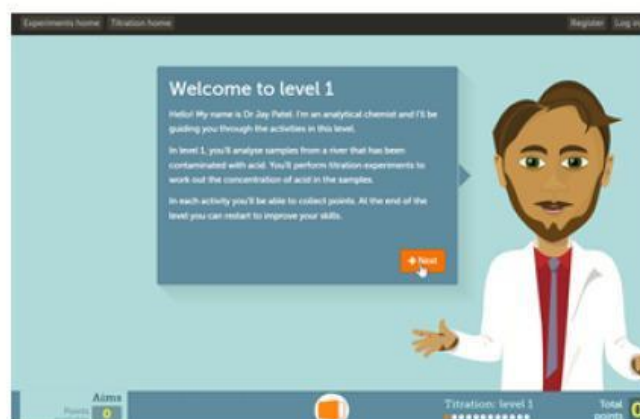 Experiments home Titration home Register Log in
Welcome to level 1
Hello! My name is Dr Jay Patel. I'm an analytical chemist and I'll be
guiding you through the activities in this level.
In level 1, you'll analyse samples from a river that has been
contaminated with acid. You'll perform titration experiments to
work out the concentration of acid in the samples.
In each activity you'll be able to collect points. At the end of the
level you can restart to improve your skills.
+ Next
Aims
Points 0
Titration: level 1
Total
points 0